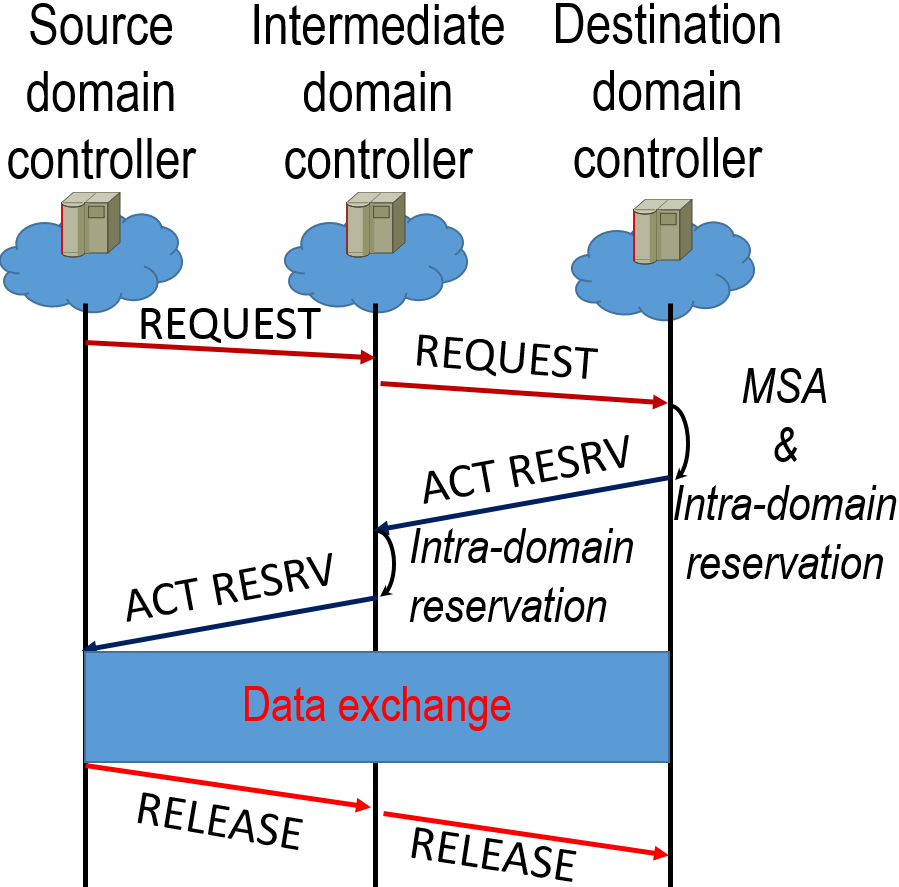 Source
domain
controller
Intermediate
domain
controller
Destination
domain
controller
REQUEST
REQUEST
MSA
&
Intra-domain
reservation
ACT RESRV
Intra-domain
reservation
ACT RESRV
Data exchange
RELEASE
RELEASE